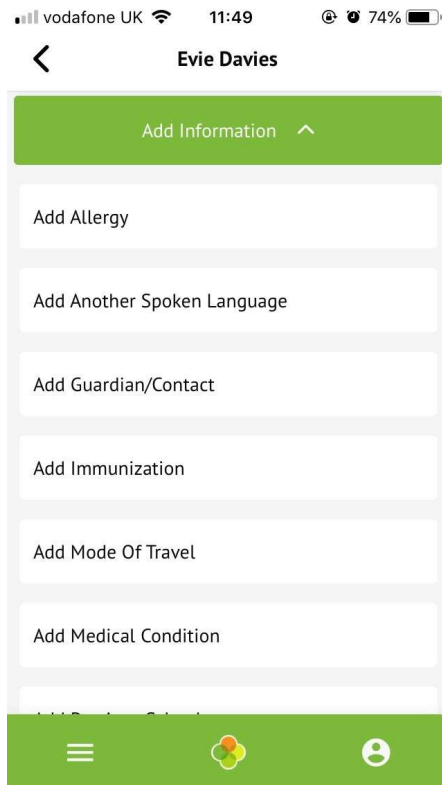 vodafone UK 11:49 74%
Evie Davies
Add Information
Add Allergy
Add Another Spoken Language
Add Guardian/Contact
Add Immunization
Add Mode Of Travel
Add Medical Condition